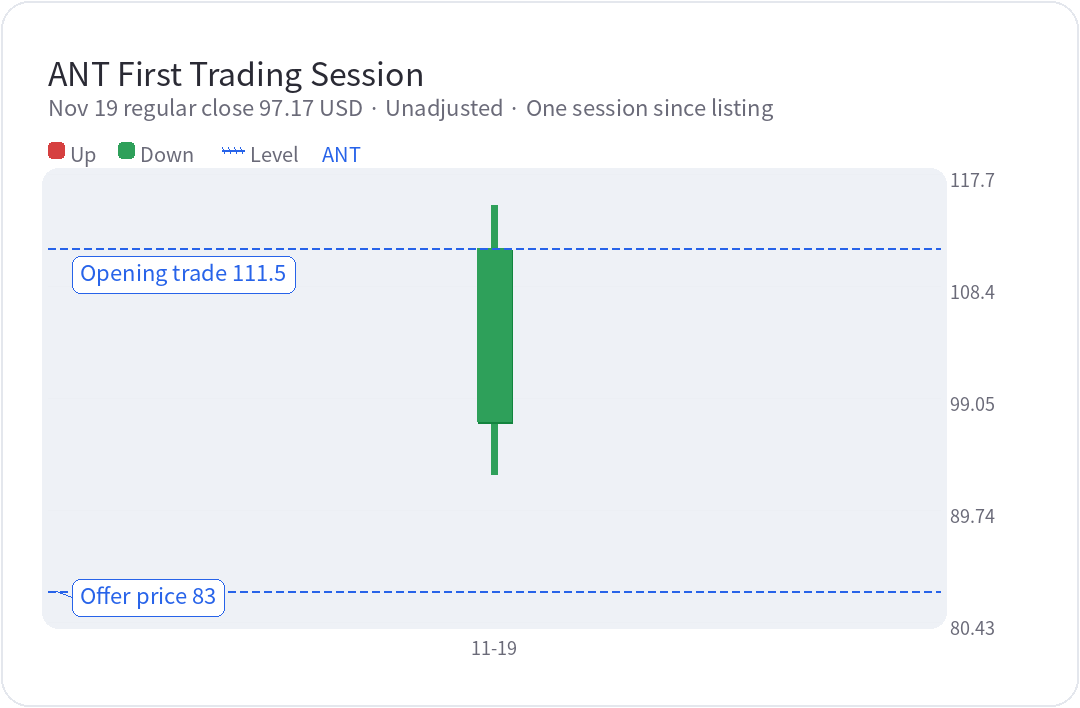 ANT First Trading Session
Nov 19 regular close 97.17 USD · Unadjusted · One session since listing
Up Down Level ANT
117.7
Opening trade 111.5
108.4
99.05
89.74
Offer price 83
80.43
11-19